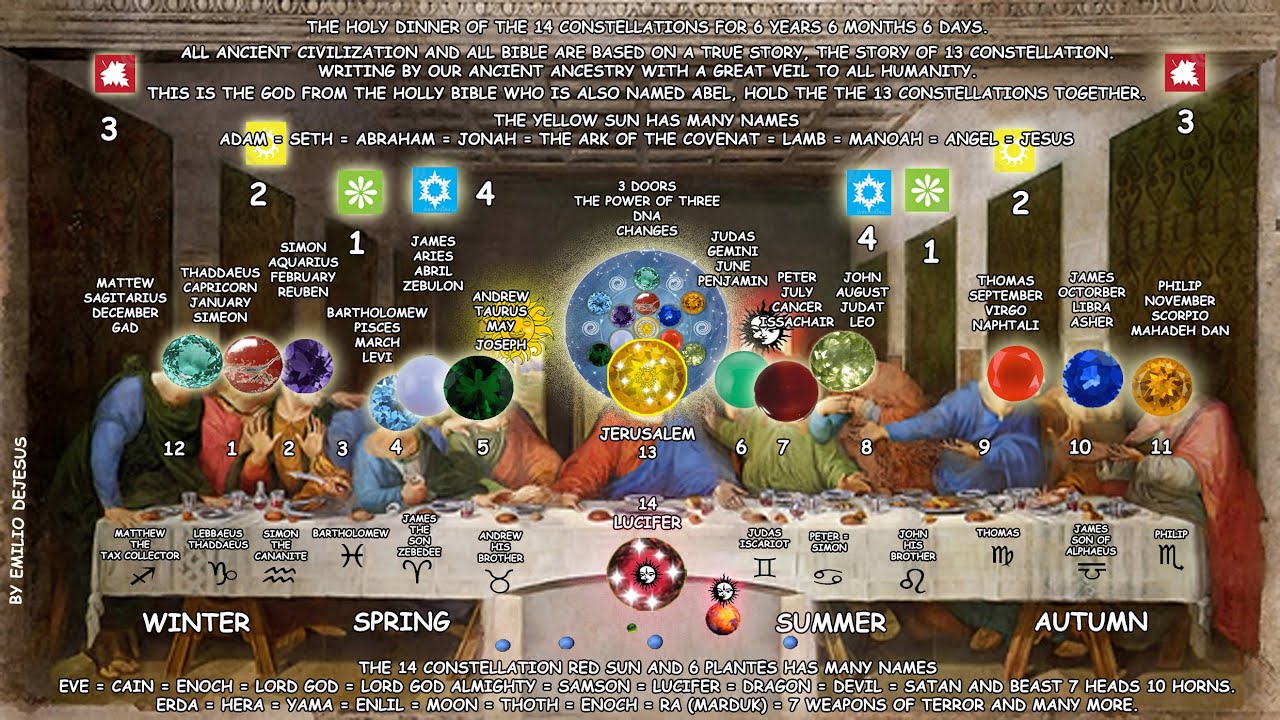 THE HOLY DINNER OF THE 14 CONSTELLATIONS FOR 6 YEARS 6 MONTHS 6 DAYS.
ALL ANCIENT CIVILIZATION AND ALL BIBLE ARE BASED ON A TRUE STORY, THE STORY OF 13 CONSTELLATION.
WRITING BY OUR ANCIENT ANCESTRY WITH A GREAT VEIL TO ALL HUMANITY.
THIS IS THE GOD FROM THE HOLLY BIBLE WHO IS ALSO NAMED ABEL, HOLD THE THE 13 CONSTELLATIONS TOGETHER.
THE YELLOW SUN HAS MANY NAMES
ADAM = SETH = ABRAHAM = JONAH = THE ARK OF THE COVENAT = LAMB = MANOAH = ANGEL = JESUS
3
2
1
4
3 DOORS
THE POWER OF THREE
DNA
CHANGES
4
1
2
3
MATTEW
SAGITARIUS
DECEMBER
GAD
THADDAEUS
CAPRICORN
JANUARY
SIMEON
SIMON
AQUARIUS
FEBRUARY
REUBEN
BARTHOLOMEW
PISCES
MARCH
LEVI
JAMES
ARIES
ABRIL
ZEBULON
ANDREW
TAURUS
MAY
JOSEPH
JUDAS
GEMINI
JUNE
PENJAMIN
PETER
JULY
CANCER
ISSACHAIR
JOHN
AUGUST
JUDAT
LEO
THOMAS
SEPTEMBER
VIRGO
NAPHTALI
JAMES
OCTORBER
LIBRA
ASHER
PHILIP
NOVEMBER
SCORPIO
MAHADEH DAN
12
1
2
3
4
5
JERUSALEM
13
6
7
8
9
10
11
14
LUCIFER
MATTHEW
THE
TAX COLLECTOR
♐
LEBBAEUS
THADDAEUS
♑
SIMON
THE
CANANITE
♒
BARTHOLOMEW
♓
JAMES
THE
SON
ZEBEDEE
♈
ANDREW
HIS
BROTHER
♉
JUDAS
ISCARIOT
♊
PETER =
SIMON
♋
JOHN
HIS
BROTHER
♌
THOMAS
♍
JAMES
SON OF
ALPHAEUS
♎
PHILIP
♏
WINTER
SPRING
SUMMER
AUTUMN
THE 14 CONSTELLATION RED SUN AND 6 PLANTES HAS MANY NAMES
EVE = CAIN = ENOCH = LORD GOD = LORD GOD ALMIGHTY = SAMSON = LUCIFER = DRAGON = DEVIL = SATAN AND BEAST 7 HEADS 10 HORNS.
ERDA = HERA = YAMA = ENLIL = MOON = THOTH = ENOCH = RA (MARDUK) = 7 WEAPONS OF TERROR AND MANY MORE.
BY EMILIO DEJESUS